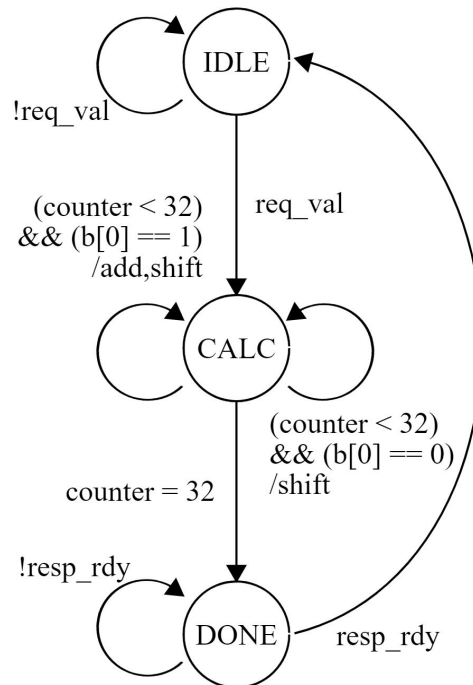 IDLE
!req_val
req_val
(counter < 32)
&& (b[0] == 1)
/add,shift
CALC
(counter < 32)
&& (b[0] == 0)
/shift
counter = 32
!resp_rdy
DONE
resp_rdy